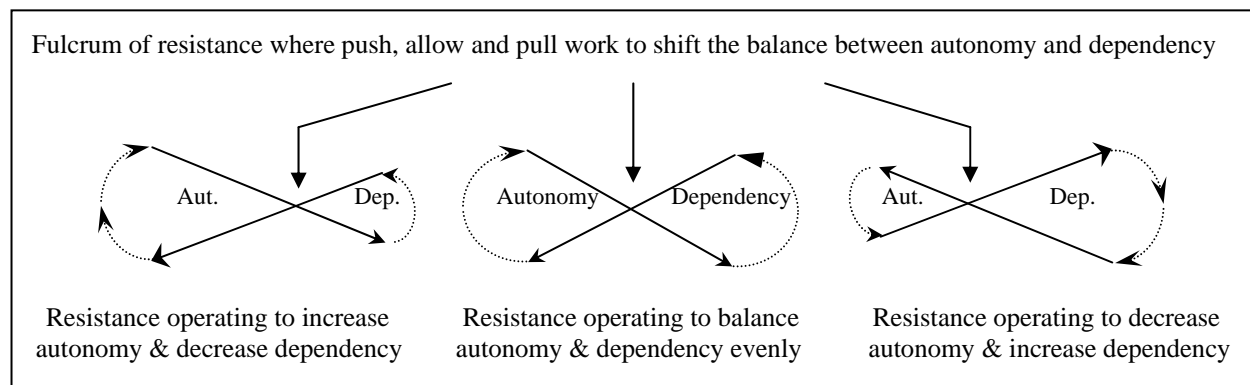 Fulcrum of resistance where push, allow and pull work to shift the balance between autonomy and dependency
Aut.
Dep.
Autonomy
Dependency
Aut.
Dep.
Resistance operating to increase
autonomy & decrease dependency
Resistance operating to balance
autonomy & dependency evenly
Resistance operating to decrease
autonomy & increase dependency